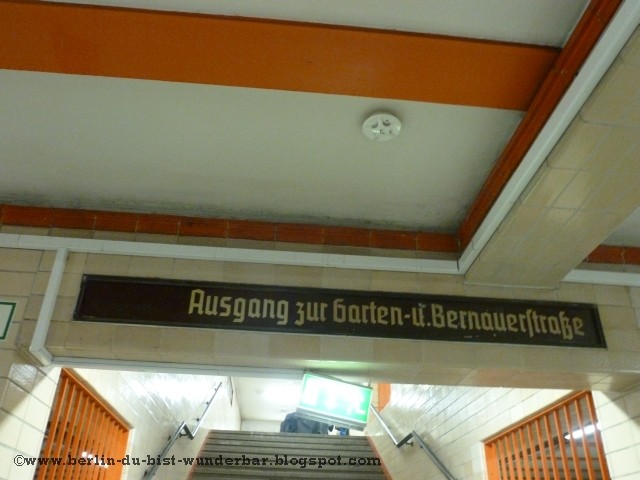 Ausgang zur Garten-u.Bernauerſtraße
©www.berlin-du-bist-wunderbar.blogspot.com